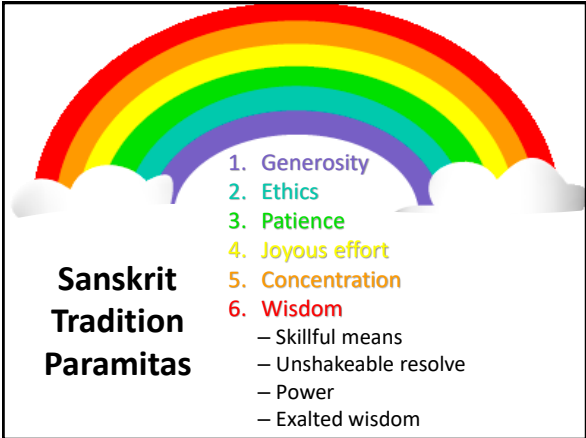 1. Generosity
2. Ethics
3. Patience
4. Joyous effort
5. Concentration
6. Wisdom
– Skillful means
– Unshakeable resolve
– Power
– Exalted wisdom
Sanskrit
Tradition
Paramitas